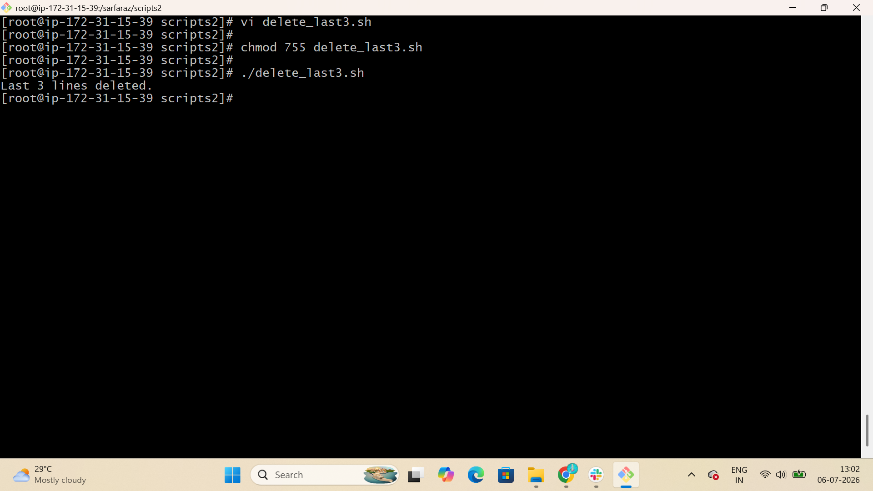 root@ip-172-31-15-39:/sarfaraz/scripts2
[root@ip-172-31-15-39 scripts2]# vi delete_last3.sh
[root@ip-172-31-15-39 scripts2]#
[root@ip-172-31-15-39 scripts2]# chmod 755 delete_last3.sh
[root@ip-172-31-15-39 scripts2]#
[root@ip-172-31-15-39 scripts2]# ./delete_last3.sh
Last 3 lines deleted.
[root@ip-172-31-15-39 scripts2]#
29°C
Mostly cloudy
Search
1
ENG
IN
13:02
06-07-2026